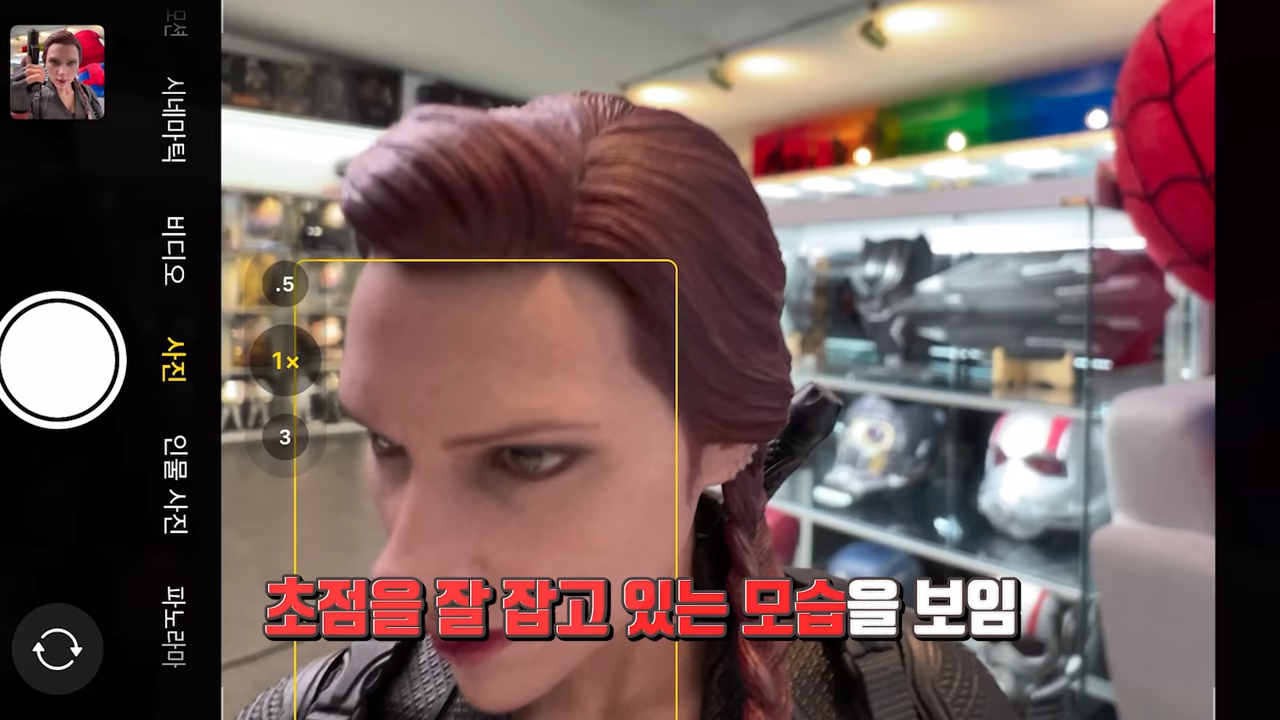 모션
시네마틱
비디오
사진
인물 사진
파노라마
.5
1×
3
초점을 잘 잡고 있는 모습을 보임